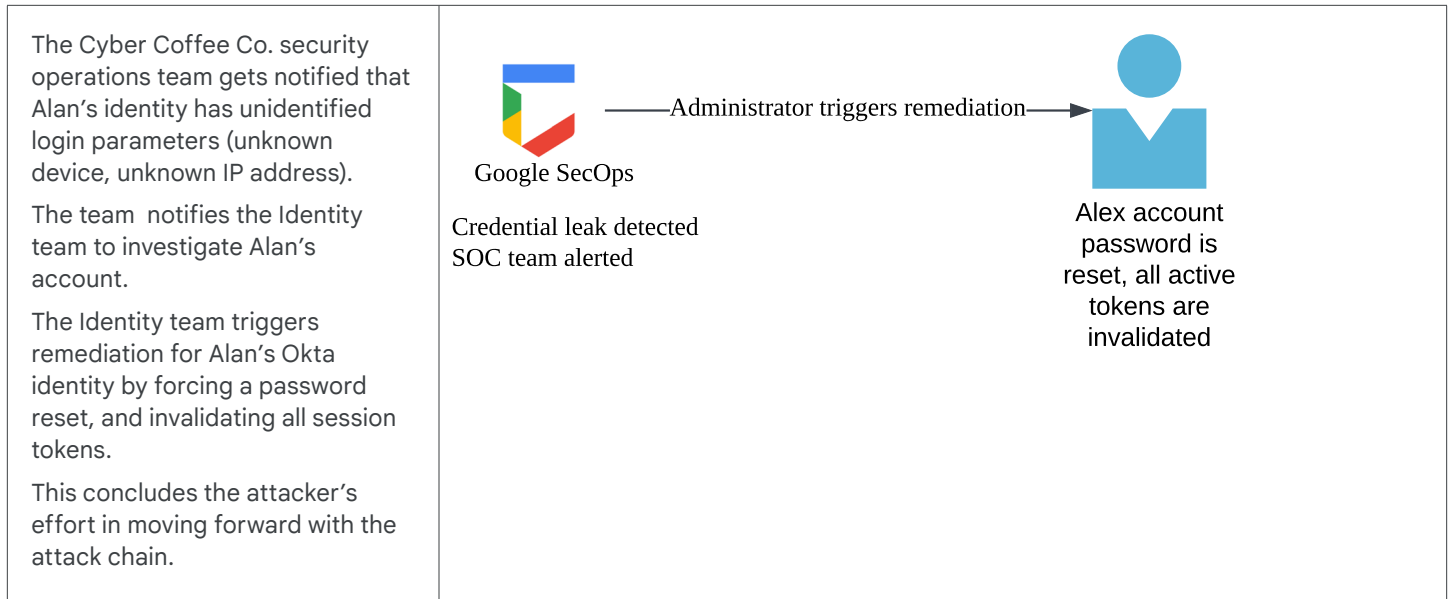 The Cyber Coffee Co. security
operations team gets notified that
Alan's identity has unidentified
login parameters (unknown
device, unknown IP address).
The team  notifies the Identity
team to investigate Alan's
account.
The Identity team triggers
remediation for Alan's Okta
identity by forcing a password
reset, and invalidating all session
tokens.
This concludes the attacker's
effort in moving forward with the
attack chain.
Administrator triggers remediation
Google SecOps
Credential leak detected
SOC team alerted
Alex account
password is
reset, all active
tokens are
invalidated